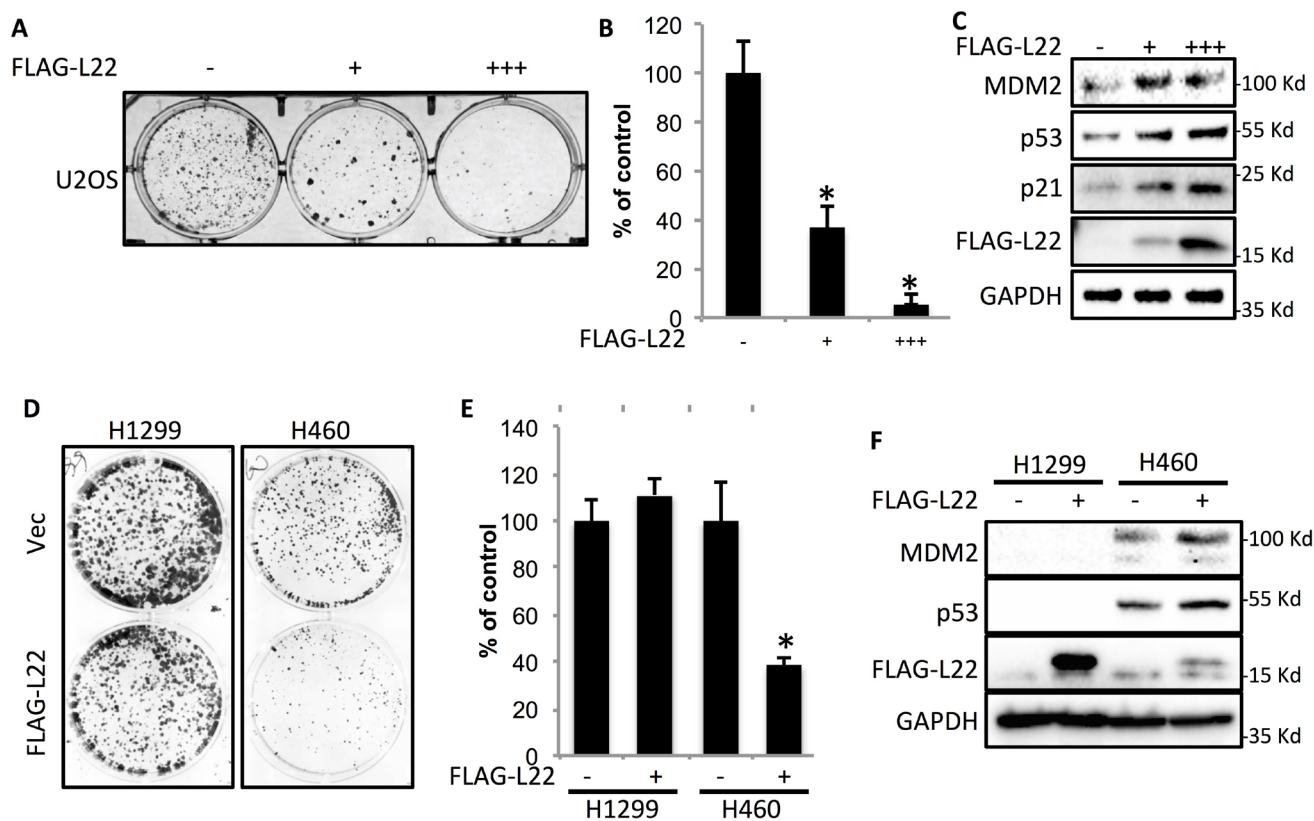 A
FLAG-L22 - + +++
U2OS
1 2 3
B
% of control
120
100
80
60
40
20
0
*
*
FLAG-L22 - + +++
C
FLAG-L22 - + +++
MDM2 -100 Kd
p53 -55 Kd
p21 -25 Kd
FLAG-L22 -15 Kd
GAPDH -35 Kd
D
H1299 H460
Vec
FLAG-L22
E
% of control
140
120
100
80
60
40
20
0
*
FLAG-L22 - + - +
H1299 H460
F
H1299 H460
FLAG-L22 - + - +
MDM2 -100 Kd
p53 -55 Kd
FLAG-L22 -15 Kd
GAPDH -35 Kd